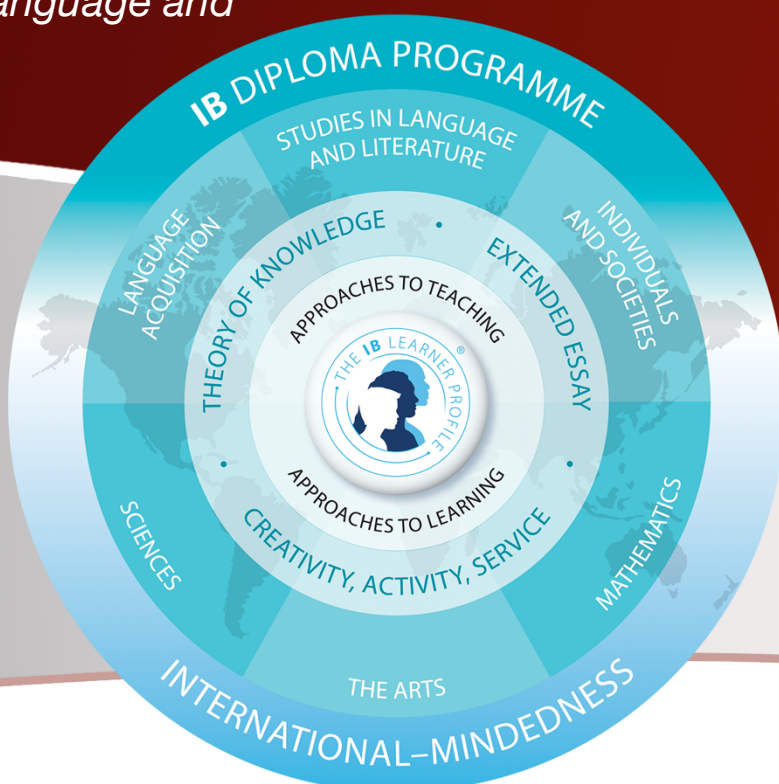 anguage and
IB DIPLOMA PROGRAMME
STUDIES IN LANGUAGE
AND LITERATURE
LANGUAGE
ACQUISITION
INDIVIDUALS
AND SOCIETIES
THEORY OF KNOWLEDGE
•
EXTENDED ESSAY
APPROACHES TO TEACHING
THE IB LEARNER PROFILE®
APPROACHES TO LEARNING
•
CREATIVITY, ACTIVITY, SERVICE
•
SCIENCES
MATHEMATICS
THE ARTS
INTERNATIONAL–MINDEDNESS